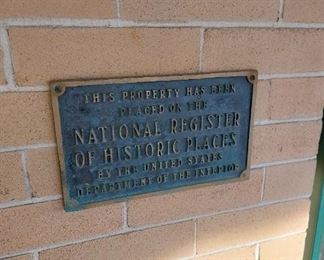 THIS PROPERTY HAS BEEN
PLACED ON THE
NATIONAL REGISTER
OF HISTORIC PLACES
BY THE UNITED STATES
DEPARTMENT OF THE INTERIOR